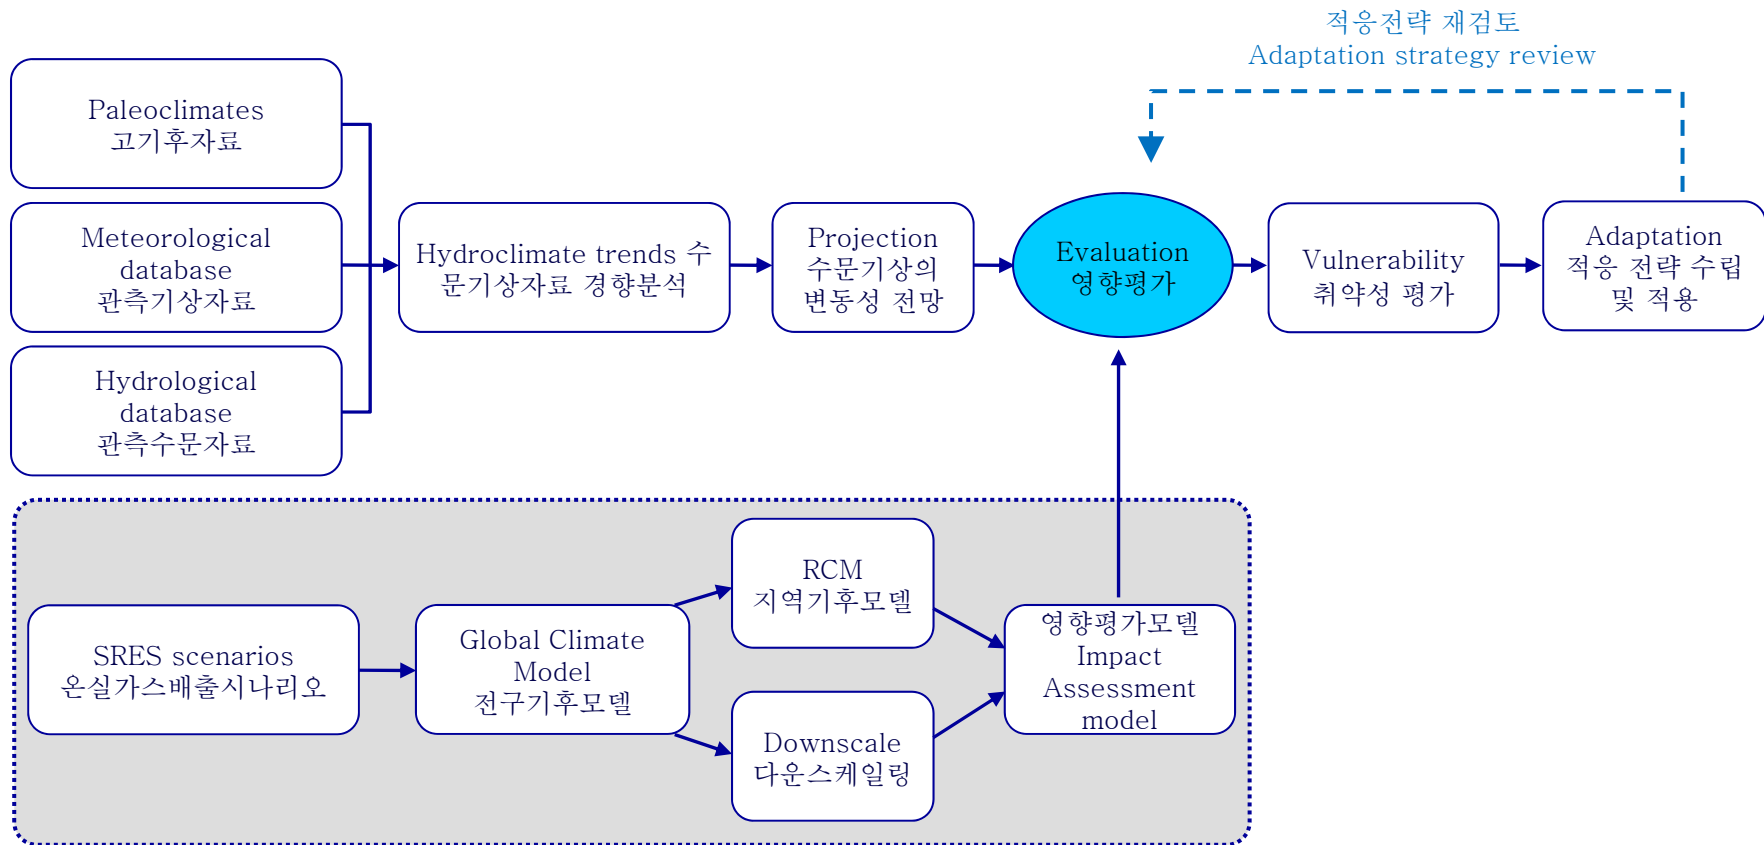 적응전략 재검토
Adaptation strategy review
Paleoclimates
고기후자료
Meteorological
database
관측기상자료
Hydrological
database
관측수문자료
Hydroclimate trends 수
문기상자료 경향분석
Projection
수문기상의
변동성 전망
Evaluation
영향평가
Vulnerability
취약성 평가
Adaptation
적응 전략 수립
및 적용
SRES scenarios
온실가스배출시나리오
Global Climate
Model
전구기후모델
RCM
지역기후모델
Downscale
다운스케일링
영향평가모델
Impact
Assessment
model